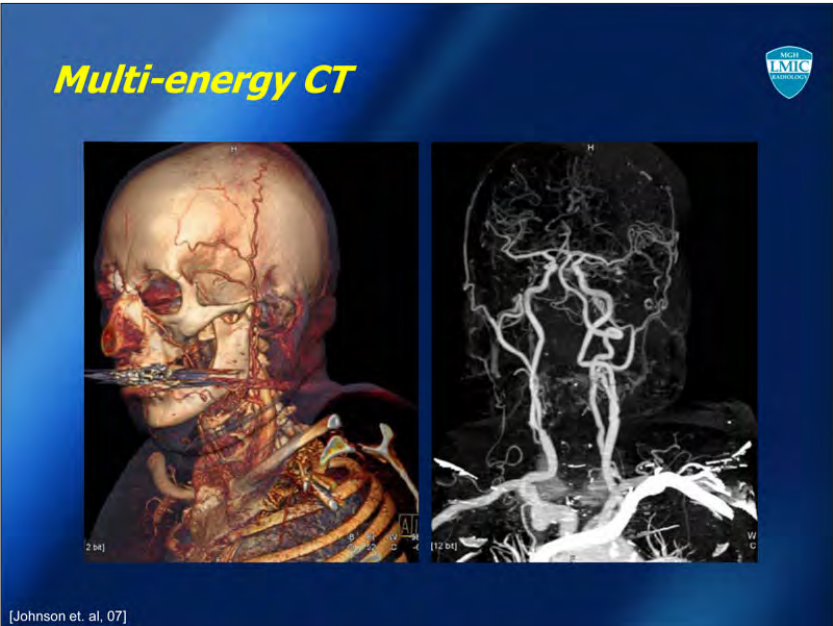 Multi-energy CT
MGH
LMIC
RADIOLOGY
H
H
2 bit]
[12 bit]
W
C
[Johnson et. al, 07]